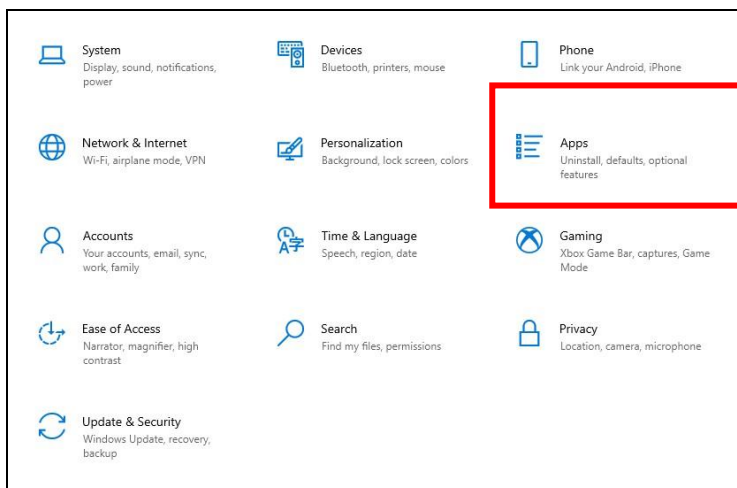 System
Display, sound, notifications,
power
Devices
Bluetooth, printers, mouse
Phone
Link your Android, iPhone
Network & Internet
Wi-Fi, airplane mode, VPN
Personalization
Background, lock screen, colors
Apps
Uninstall, defaults, optional
features
Accounts
Your accounts, email, sync,
work, family
Time & Language
Speech, region, date
Gaming
Xbox Game Bar, captures, Game
Mode
Ease of Access
Narrator, magnifier, high
contrast
Search
Find my files, permissions
Privacy
Location, camera, microphone
Update & Security
Windows Update, recovery,
backup